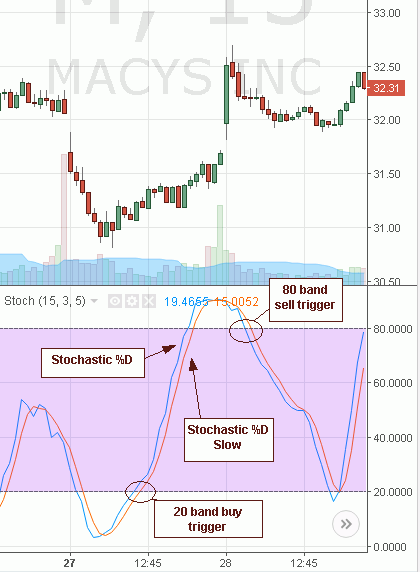 M, 15
MACYS INC
33.00
32.50
32.31
32.00
31.50
31.00
30.50
Stoch (15, 3, 5)
19.4655 15.0052
80 band
sell trigger
80.0000
Stochastic %D
60.0000
Stochastic %D
Slow
40.0000
20.0000
20 band buy
trigger
0.0000
27
12:45
28
12:45